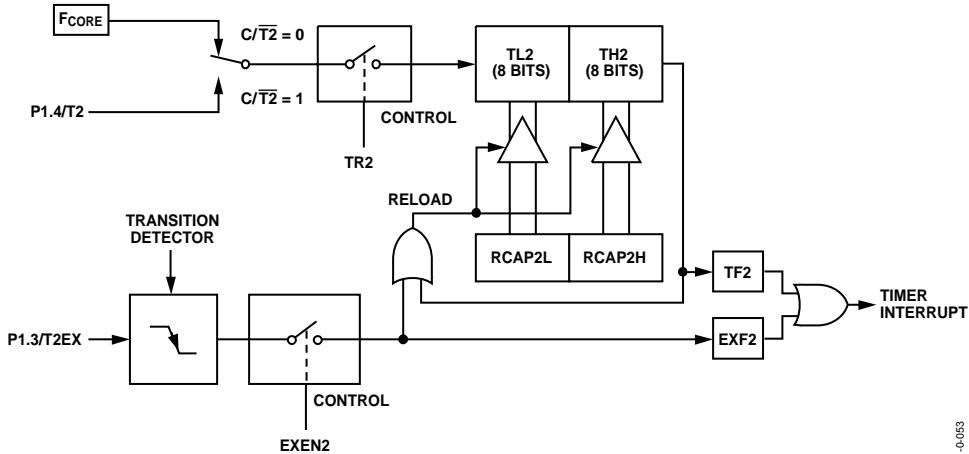 FCORE
C/T2̅ = 0
TL2
(8 BITS)
TH2
(8 BITS)
C/T2̅ = 1
P1.4/T2
CONTROL
TR2
RELOAD
TRANSITION
DETECTOR
RCAP2L
RCAP2H
TF2
TIMER
INTERRUPT
P1.3/T2EX
EXF2
CONTROL
EXEN2
-0-053